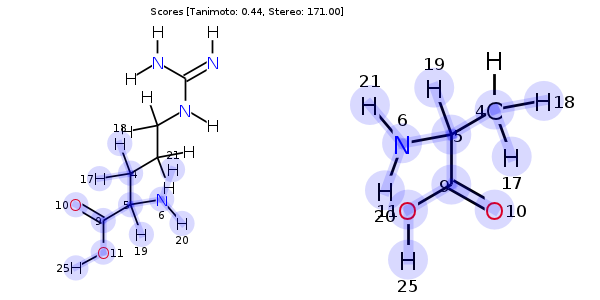 Scores [Tanimoto: 0.44, Stereo: 171.00]
H H
N N
H
H N
18 H H
H 21 H
H
17 H 4
H
10 O 5 N 6
9 H 20
O 11 H 19
25 H
H
19
21 H H 18
H 4 C
6 5
N H
17
H 9
11 O 20 O 10
H
25